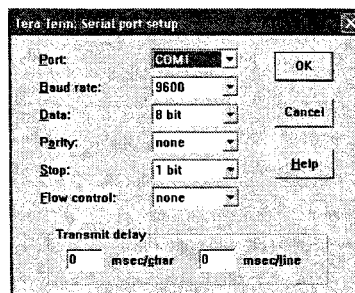 Tera Term: Serial port setup
Port: COM1
Baud rate: 9600
Data: 8 bit
Parity: none
Stop: 1 bit
Flow control: none
OK
Cancel
Help
Transmit delay
0 msec/char 0 msec/line